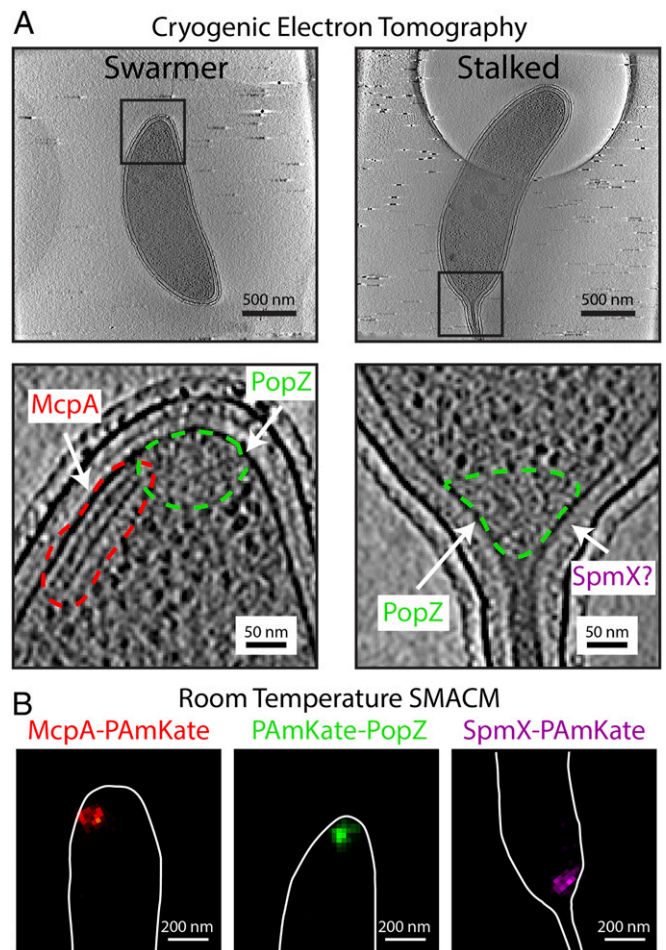 A
Cryogenic Electron Tomography
Swarmer
Stalked
500 nm
500 nm
McpA
PopZ
50 nm
PopZ
SpmX?
50 nm
B
Room Temperature SMACM
McpA-PAmKate
PAmKate-PopZ
SpmX-PAmKate
200 nm
200 nm
200 nm